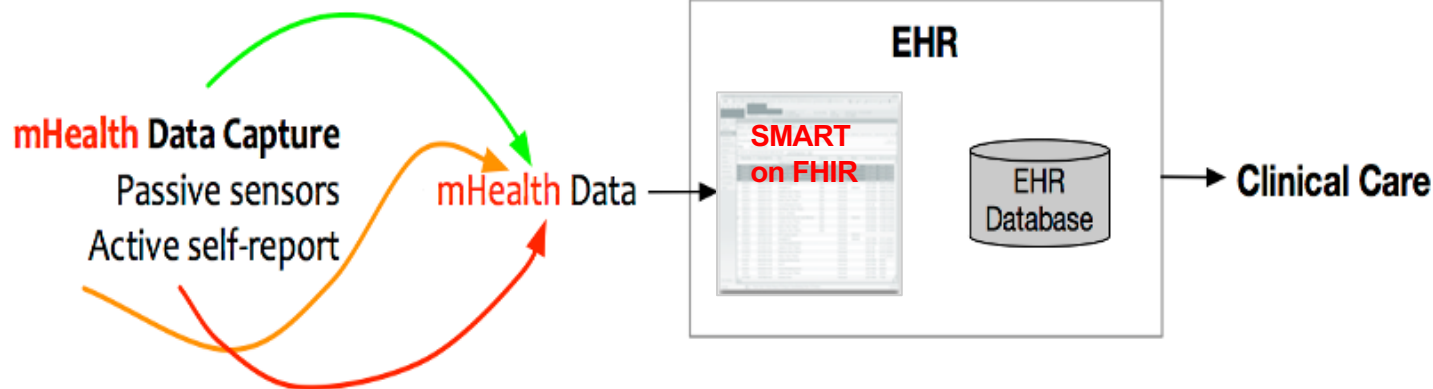 mHealth Data Capture
Passive sensors
Active self-report
mHealth Data
EHR
SMART
on FHIR
EHR
Database
Clinical Care